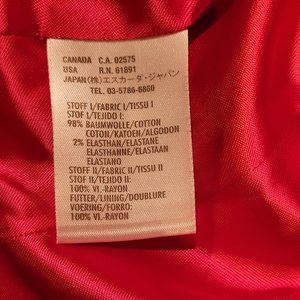 CANADA C.A. 02575
USA R.N. 61891
JAPAN(株)エスカーダ・ジャパン
TEL. 03-5786-6860
STOFF I/FABRIC I/TISSU I
STOF I/TEJIDO I:
98% BAUMWOLLE/COTTON
COTON/KATOEN/ALGODON
2% ELASTHAN/ELASTANE
ELASTHANNE/ELASTAAN
ELASTANO
STOFF II/FABRIC II/TISSU II
STOF II/TEJIDO II:
100% VI.-RAYON
FUTTER/LINING/DOUBLURE
VOERING/FORRO:
100% VI.-RAYON